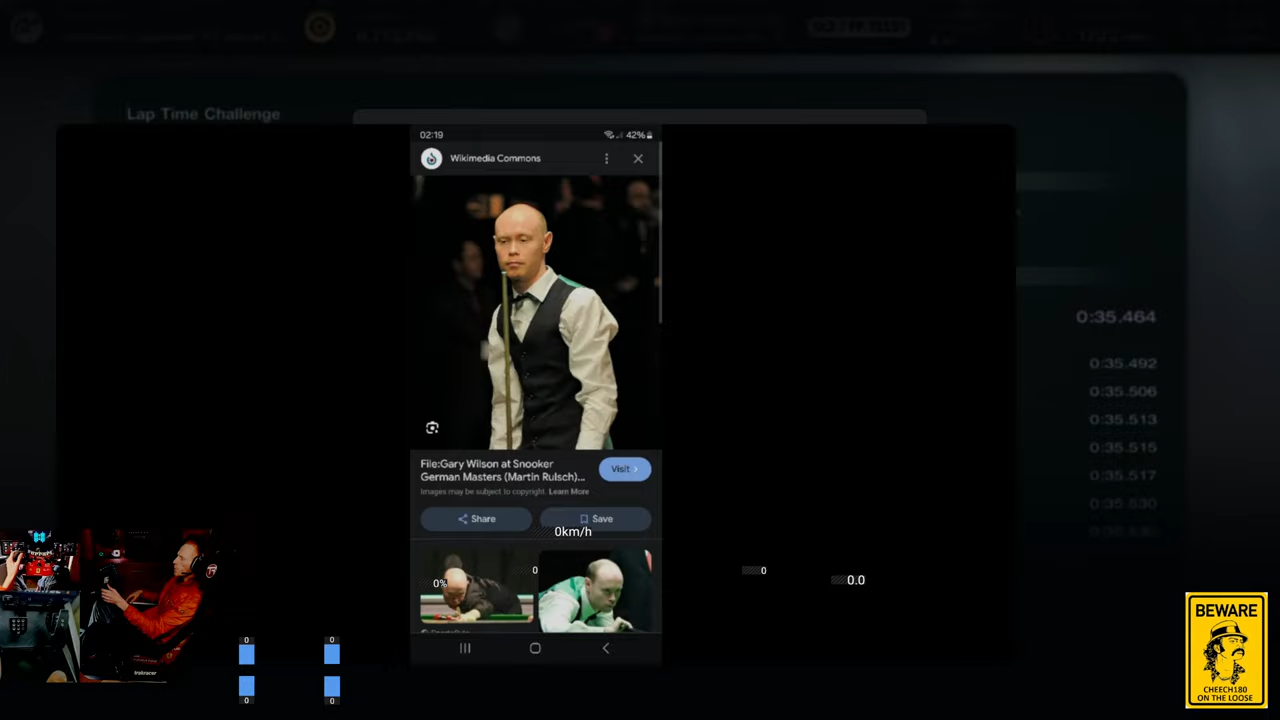 Lap Time Challenge
02:19
42%
Wikimedia Commons
File:Gary Wilson at Snooker
German Masters (Martin Rulsch)...
Visit
Images may be subject to copyright. Learn More
Share
Save
0km/h
0%
0
0
0.0
0:35.464
0:35.492
0:35.506
0:35.513
0:35.515
0:35.517
0
0
0
0
BEWARE
CHEECH180
ON THE LOOSE